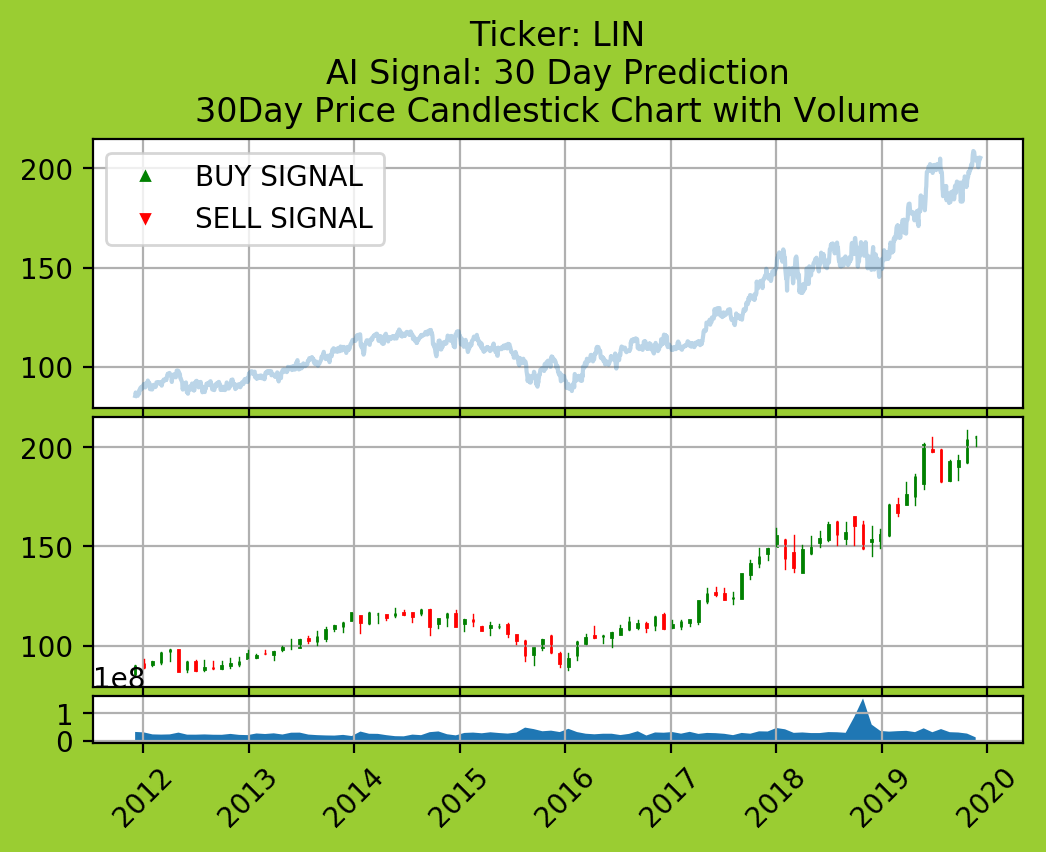 Ticker: LIN
AI Signal: 30 Day Prediction
30Day Price Candlestick Chart with Volume
200
BUY SIGNAL
SELL SIGNAL
150
100
200
150
100
1e8
1
0
2012 2013 2014 2015 2016 2017 2018 2019 2020